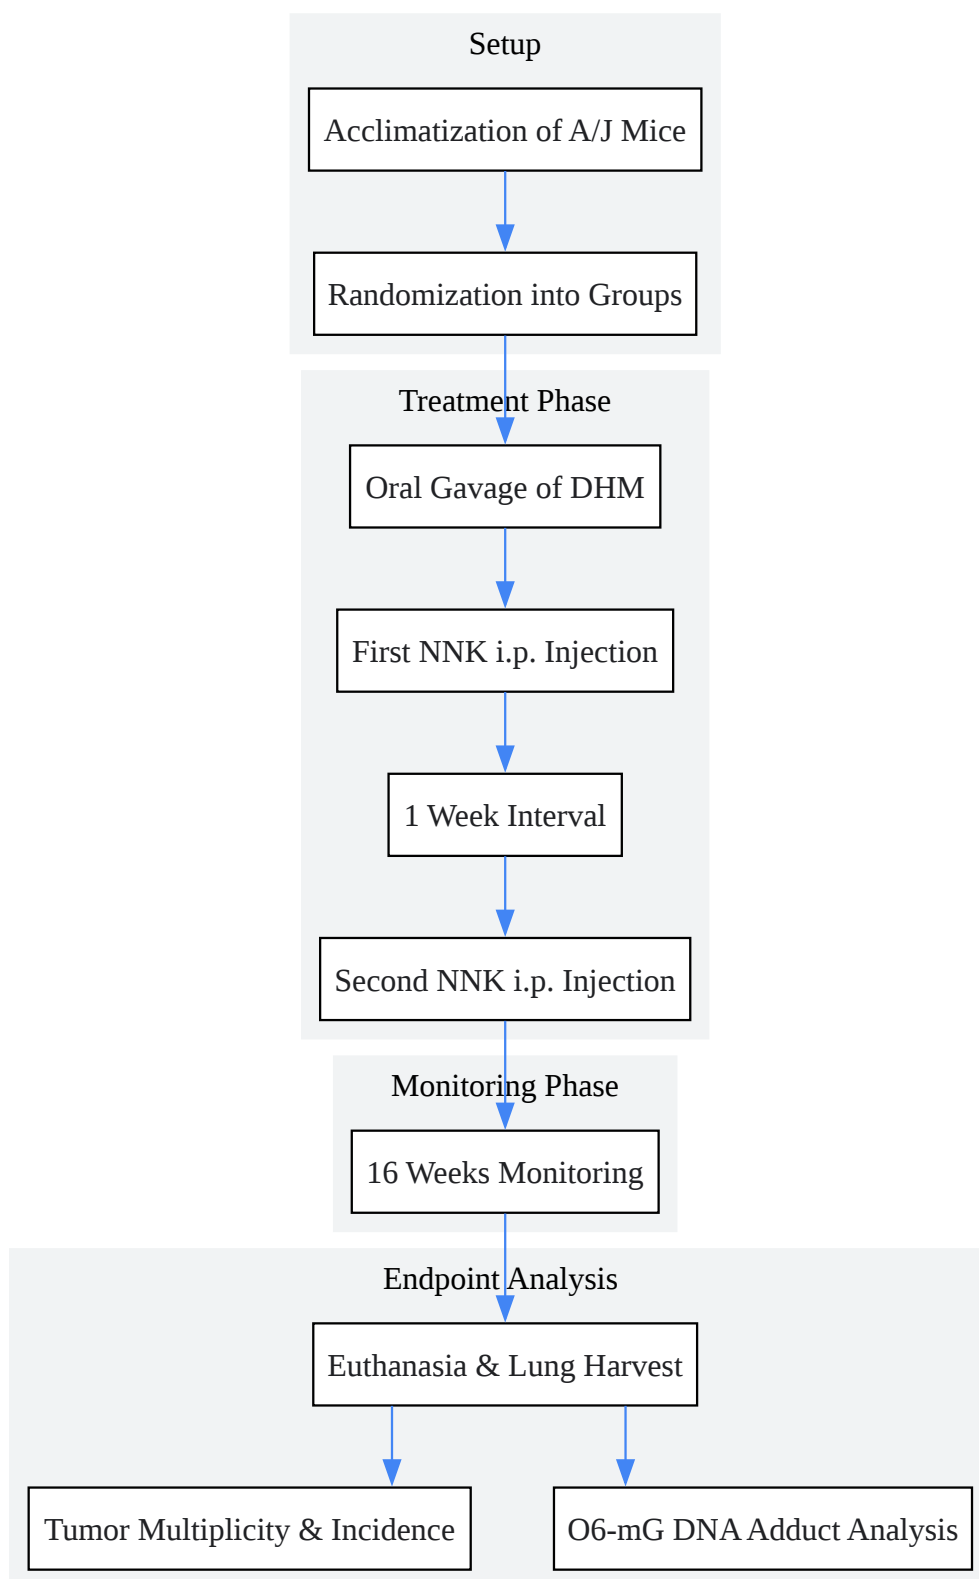 Setup
Acclimatization of A/J Mice
Randomization into Groups
Treatment Phase
Oral Gavage of DHM
First NNK i.p. Injection
1 Week Interval
Second NNK i.p. Injection
Monitoring Phase
16 Weeks Monitoring
Endpoint Analysis
Euthanasia & Lung Harvest
Tumor Multiplicity & Incidence
O6-mG DNA Adduct Analysis